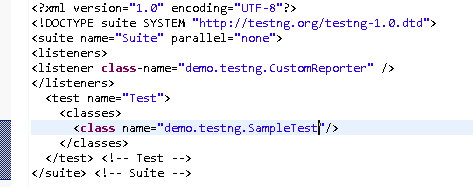 <?xml version="1.0" encoding="UTF-8"?>
<!DOCTYPE suite SYSTEM "http://testng.org/testng-1.0.dtd">
<suite name="Suite" parallel="none">
<listeners>
<listener class-name="demo.testng.CustomReporter" />
</listeners>
<test name="Test">
<classes>
<class name="demo.testng.SampleTest"/>
</classes>
</test> <!-- Test -->
</suite> <!-- Suite -->